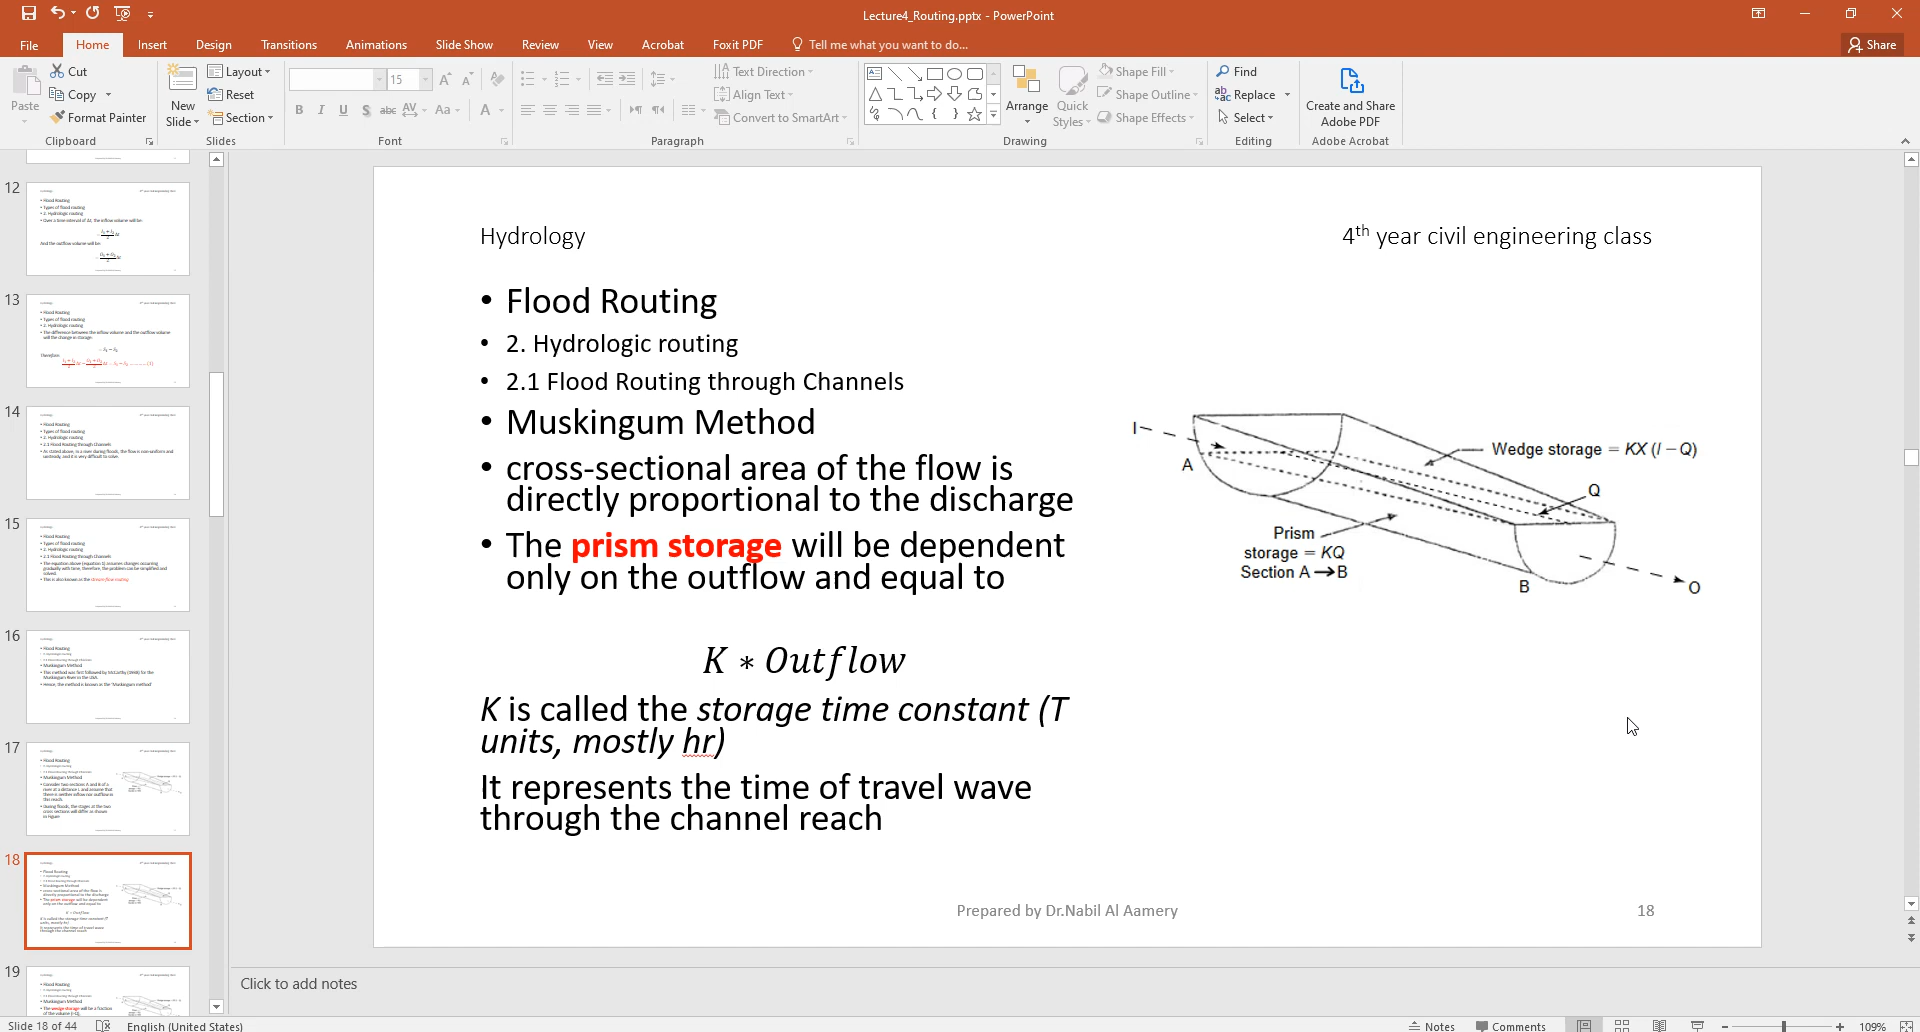 Lecture4_Routing.pptx - PowerPoint
File Home Insert Design Transitions Animations Slide Show Review View Acrobat Foxit PDF Tell me what you want to do... Share
Paste
Cut
Copy
Format Painter
Clipboard
New
Slide
Layout
Reset
Section
Slides
15
Font
Text Direction
Align Text
Convert to SmartArt
Paragraph
Arrange
Quick
Styles
Shape Fill
Shape Outline
Shape Effects
Drawing
Find
Replace
Select
Editing
Create and Share
Adobe PDF
Adobe Acrobat
12
13
14
15
16
17
18
19
Hydrology
4th year civil engineering class
• Flood Routing
• 2. Hydrologic routing
• 2.1 Flood Routing through Channels
• Muskingum Method
• cross-sectional area of the flow is
directly proportional to the discharge
• The prism storage will be dependent
only on the outflow and equal to
K ∗ Outflow
K is called the storage time constant (T
units, mostly hr)
It represents the time of travel wave
through the channel reach
I
A
Wedge storage = KX (I – Q)
Q
Prism
storage = KQ
Section A → B
B
O
Prepared by Dr.Nabil Al Aamery
18
Click to add notes
Slide 18 of 44 English (United States) Notes Comments 109%